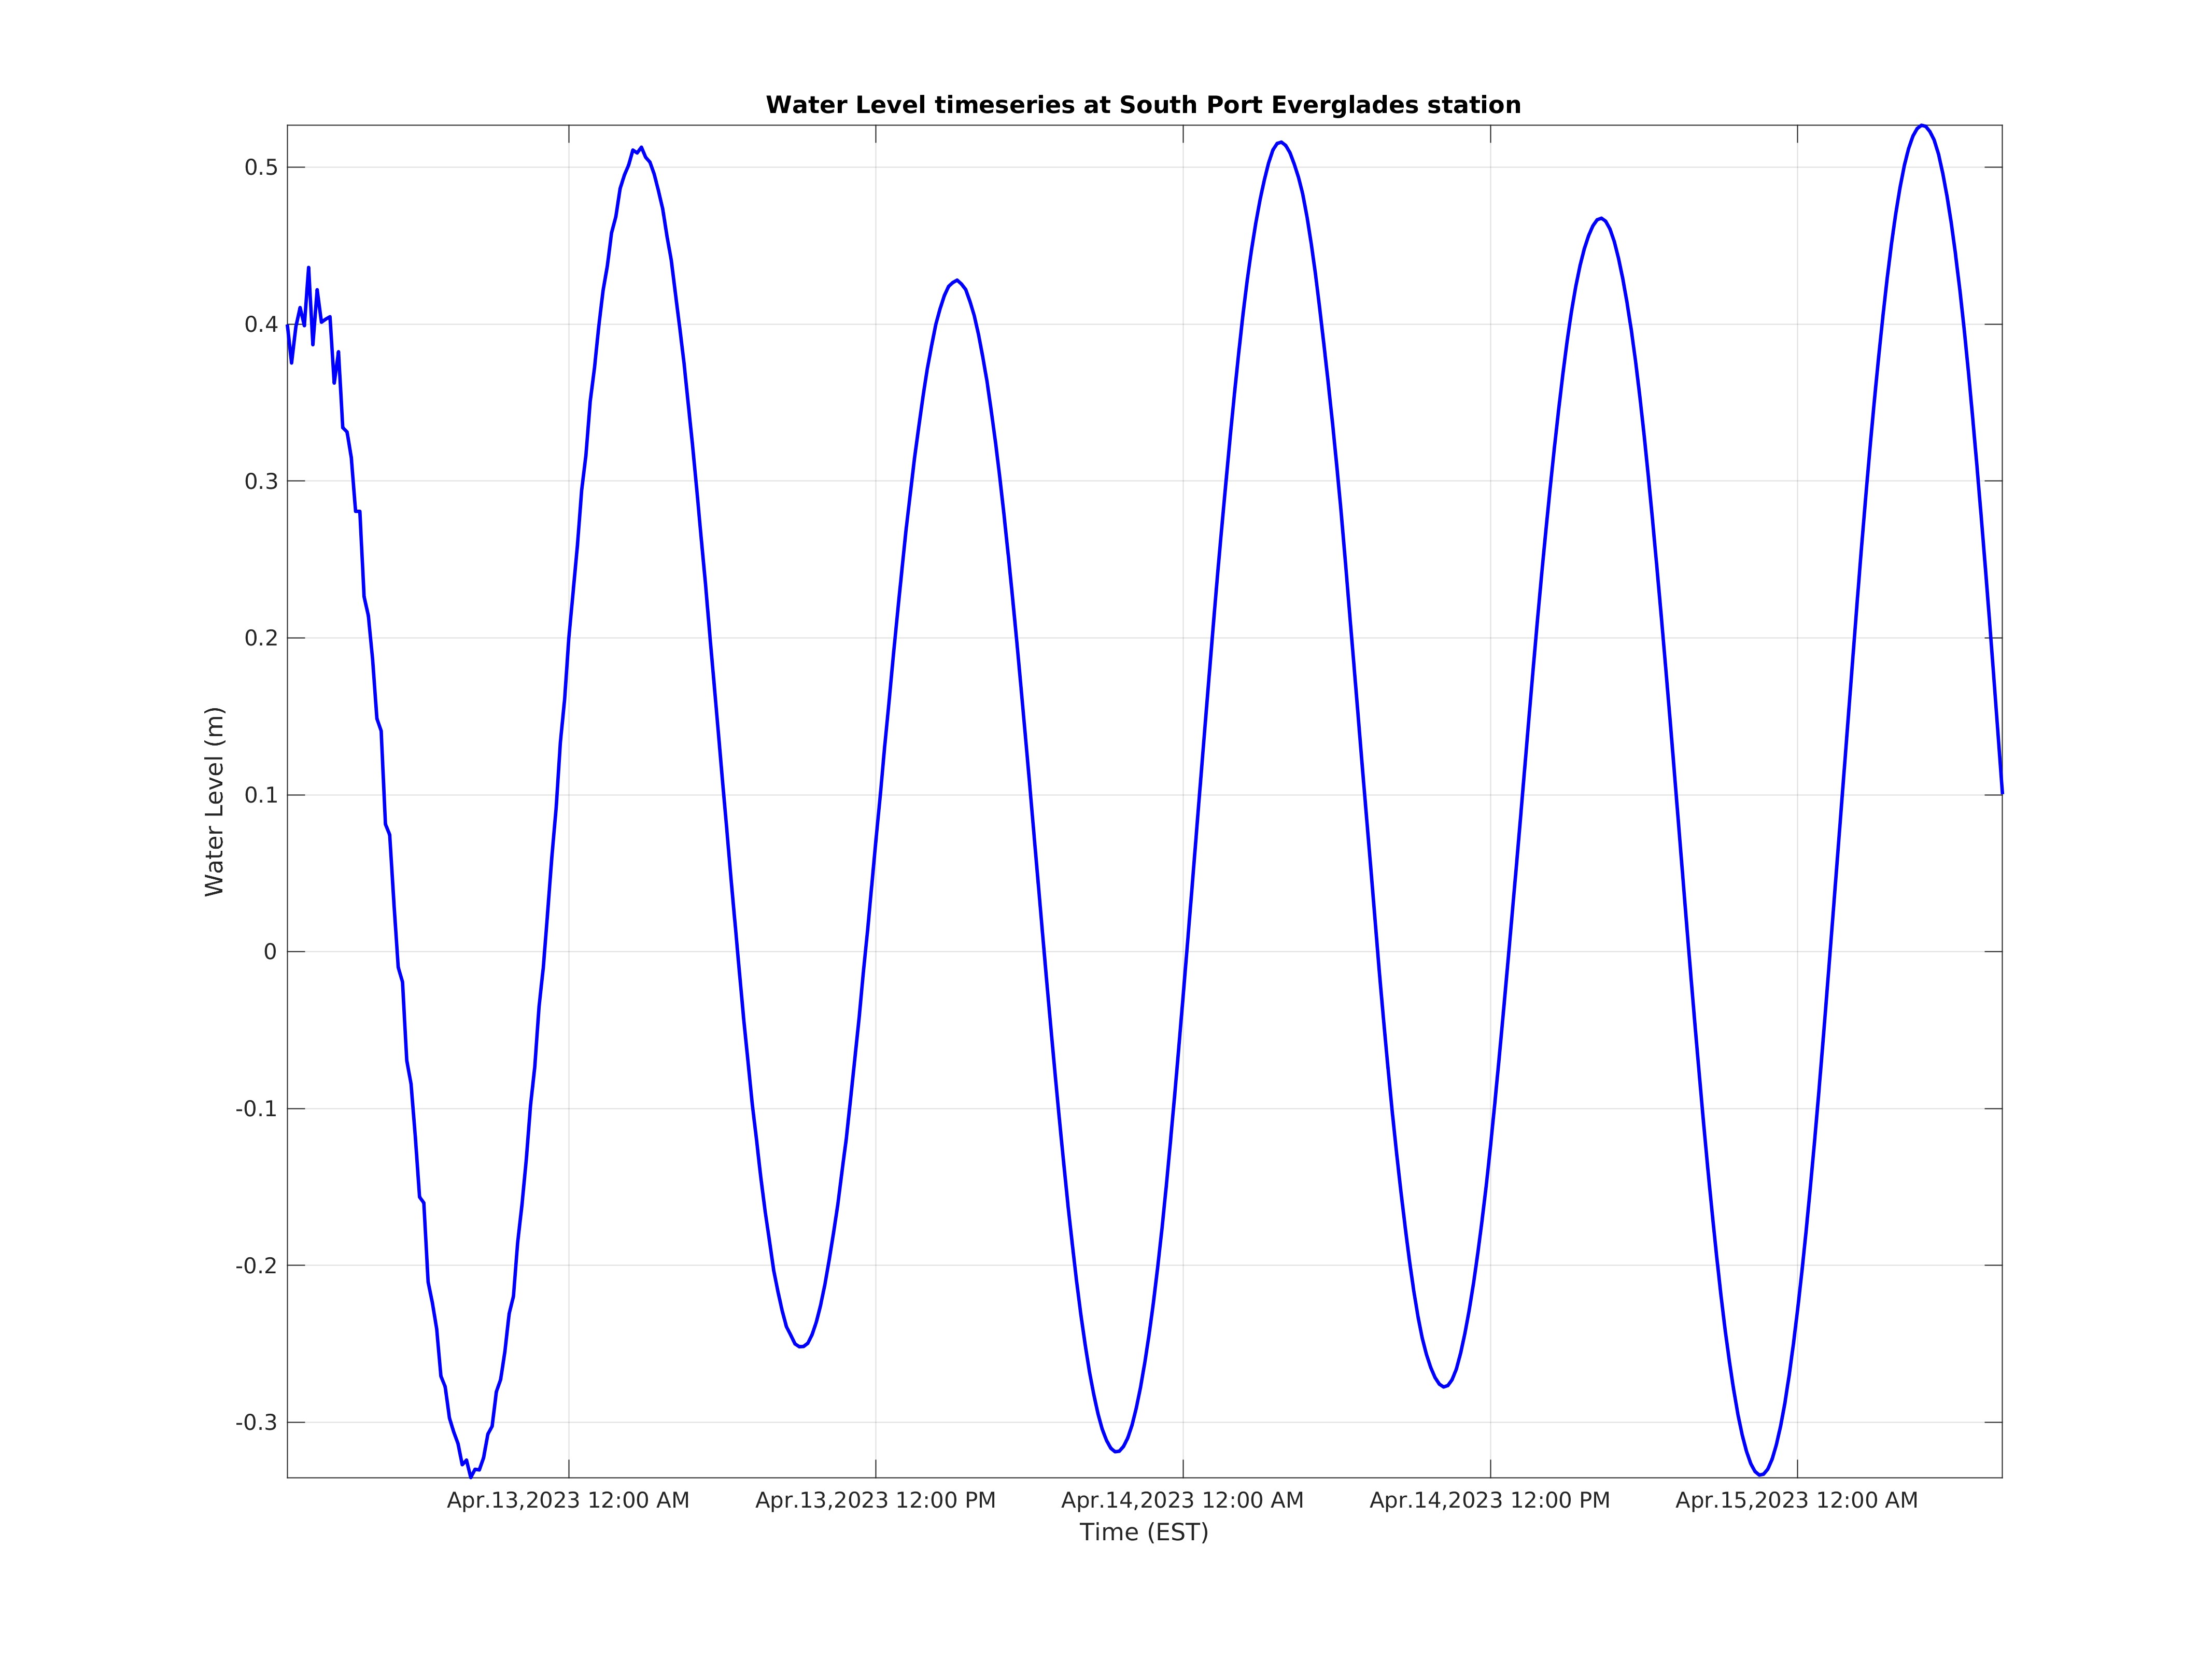 Water Level timeseries at South Port Everglades station
0.5
0.4
0.3
0.2
0.1
0
-0.1
-0.2
-0.3
Water Level (m)
Apr.13,2023 12:00 AM
Apr.13,2023 12:00 PM
Apr.14,2023 12:00 AM
Apr.14,2023 12:00 PM
Apr.15,2023 12:00 AM
Time (EST)